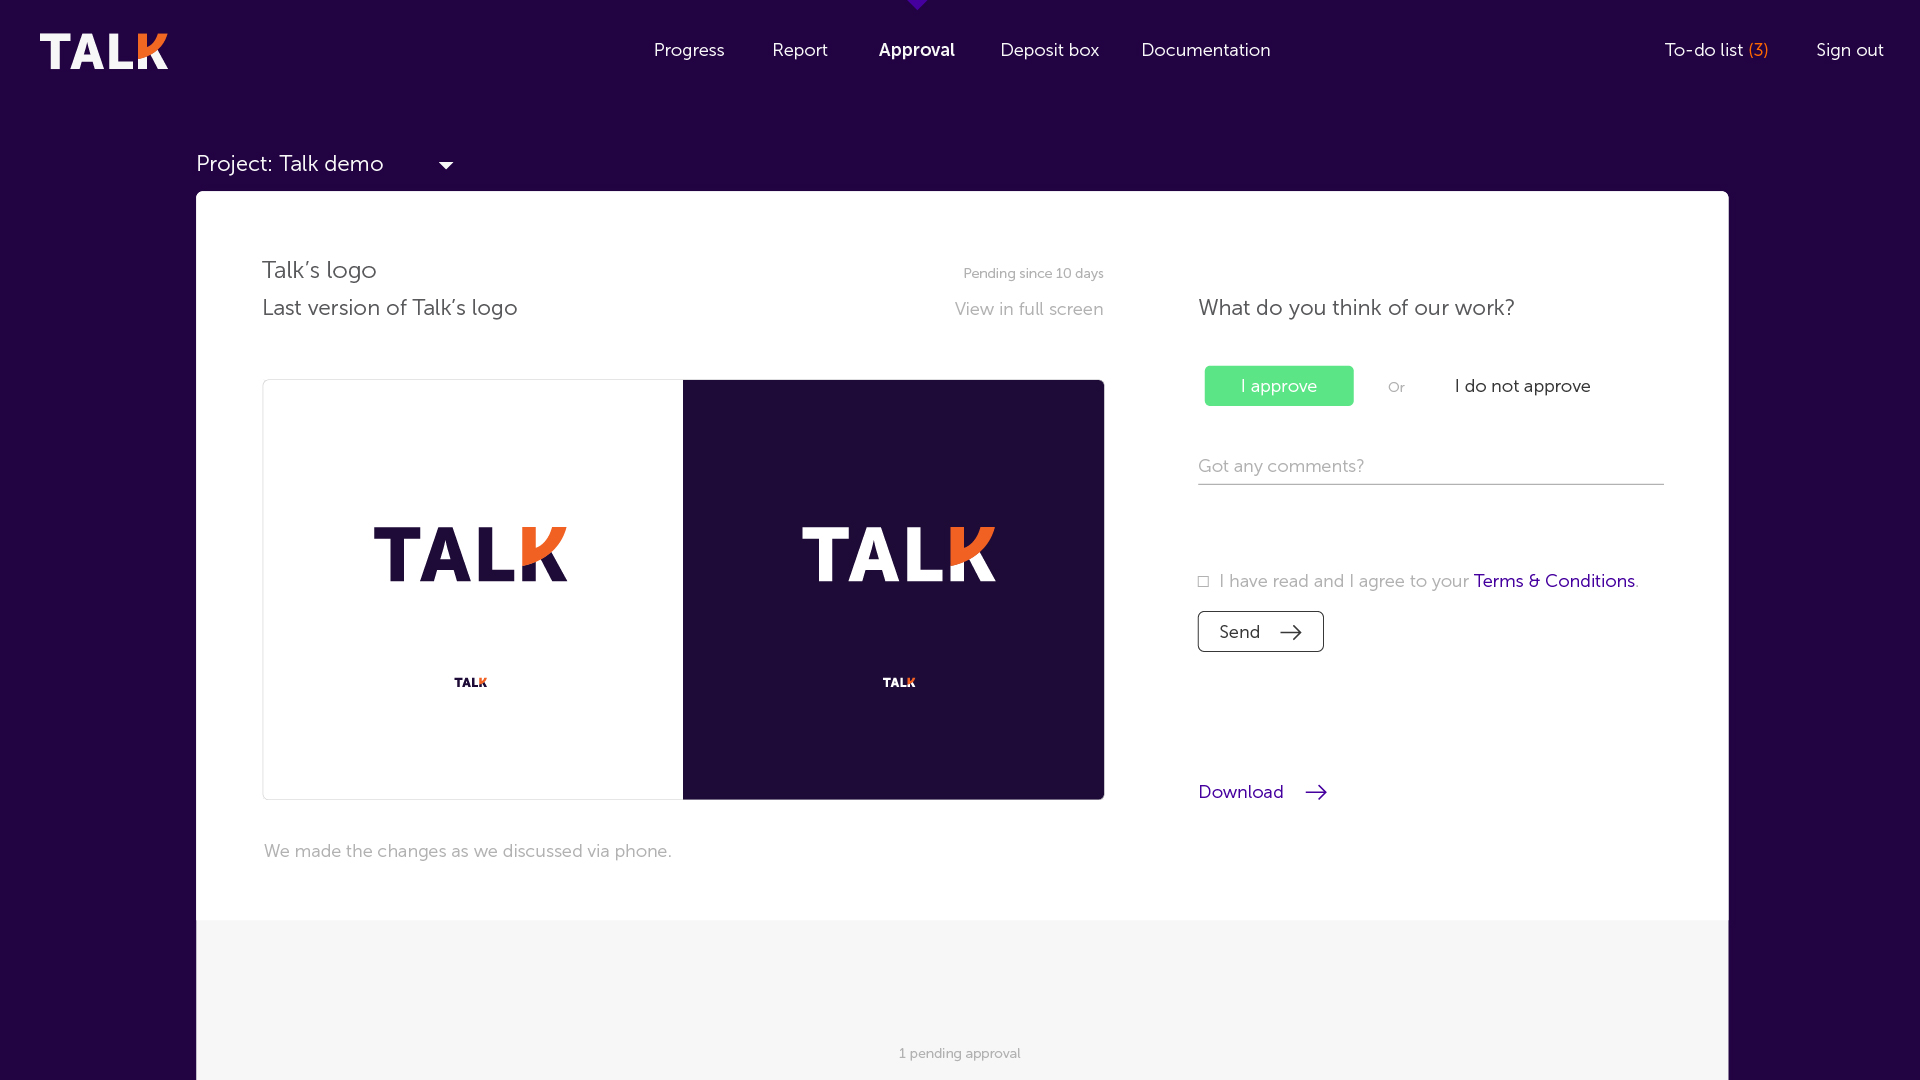 TALK
Progress
Report
Approval
Deposit box
Documentation
To-do list (3)
Sign out
Project: Talk demo
Talk’s logo
Pending since 10 days
Last version of Talk’s logo
View in full screen
What do you think of our work?
I approve
Or
I do not approve
Got any comments?
TALK
TALK
I have read and I agree to your Terms & Conditions.
Send
TALK
TALK
Download
We made the changes as we discussed via phone.
1 pending approval